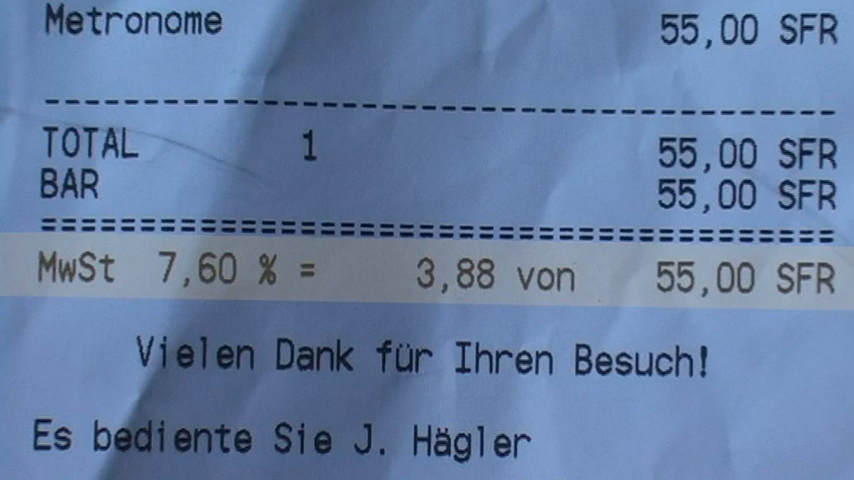 Metronome 55,00 SFR
----------------------------------------
TOTAL 1 55,00 SFR
BAR 55,00 SFR
========================================
MwSt 7,60 % = 3,88 von 55,00 SFR
Vielen Dank für Ihren Besuch!
Es bediente Sie J. Hägler